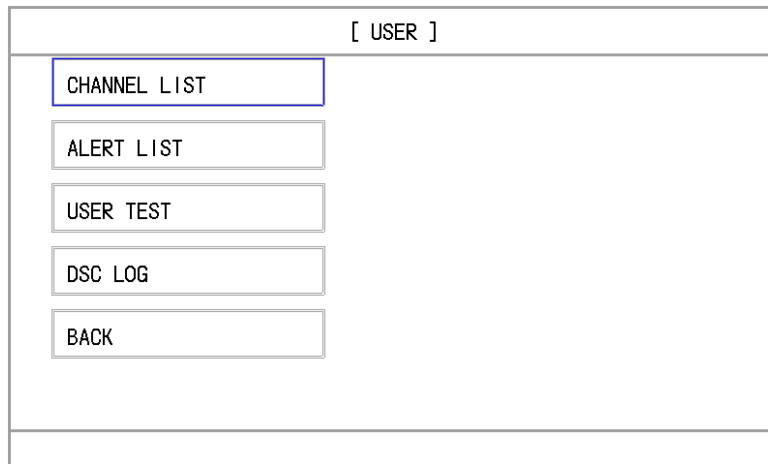 [ USER ]
CHANNEL LIST
ALERT LIST
USER TEST
DSC LOG
BACK